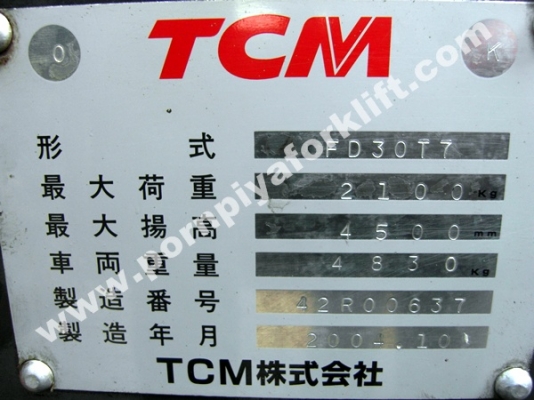 TCM
形式 FD30T7
最大荷重 2100 Kg
最大揚高 4500 mm
車両重量 4830 Kg
製造番号 42R00637
製造年月 2004.10
TCM株式会社
www.pornpiyaforklift.com